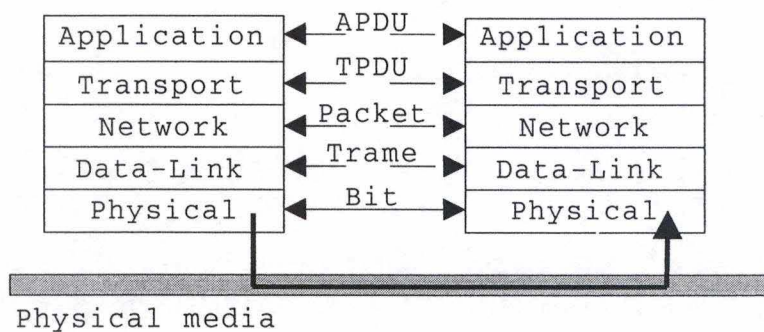 Application APDU Application
Transport TPDU Transport
Network Packet Network
Data-Link Trame Data-Link
Physical Bit Physical
Physical media